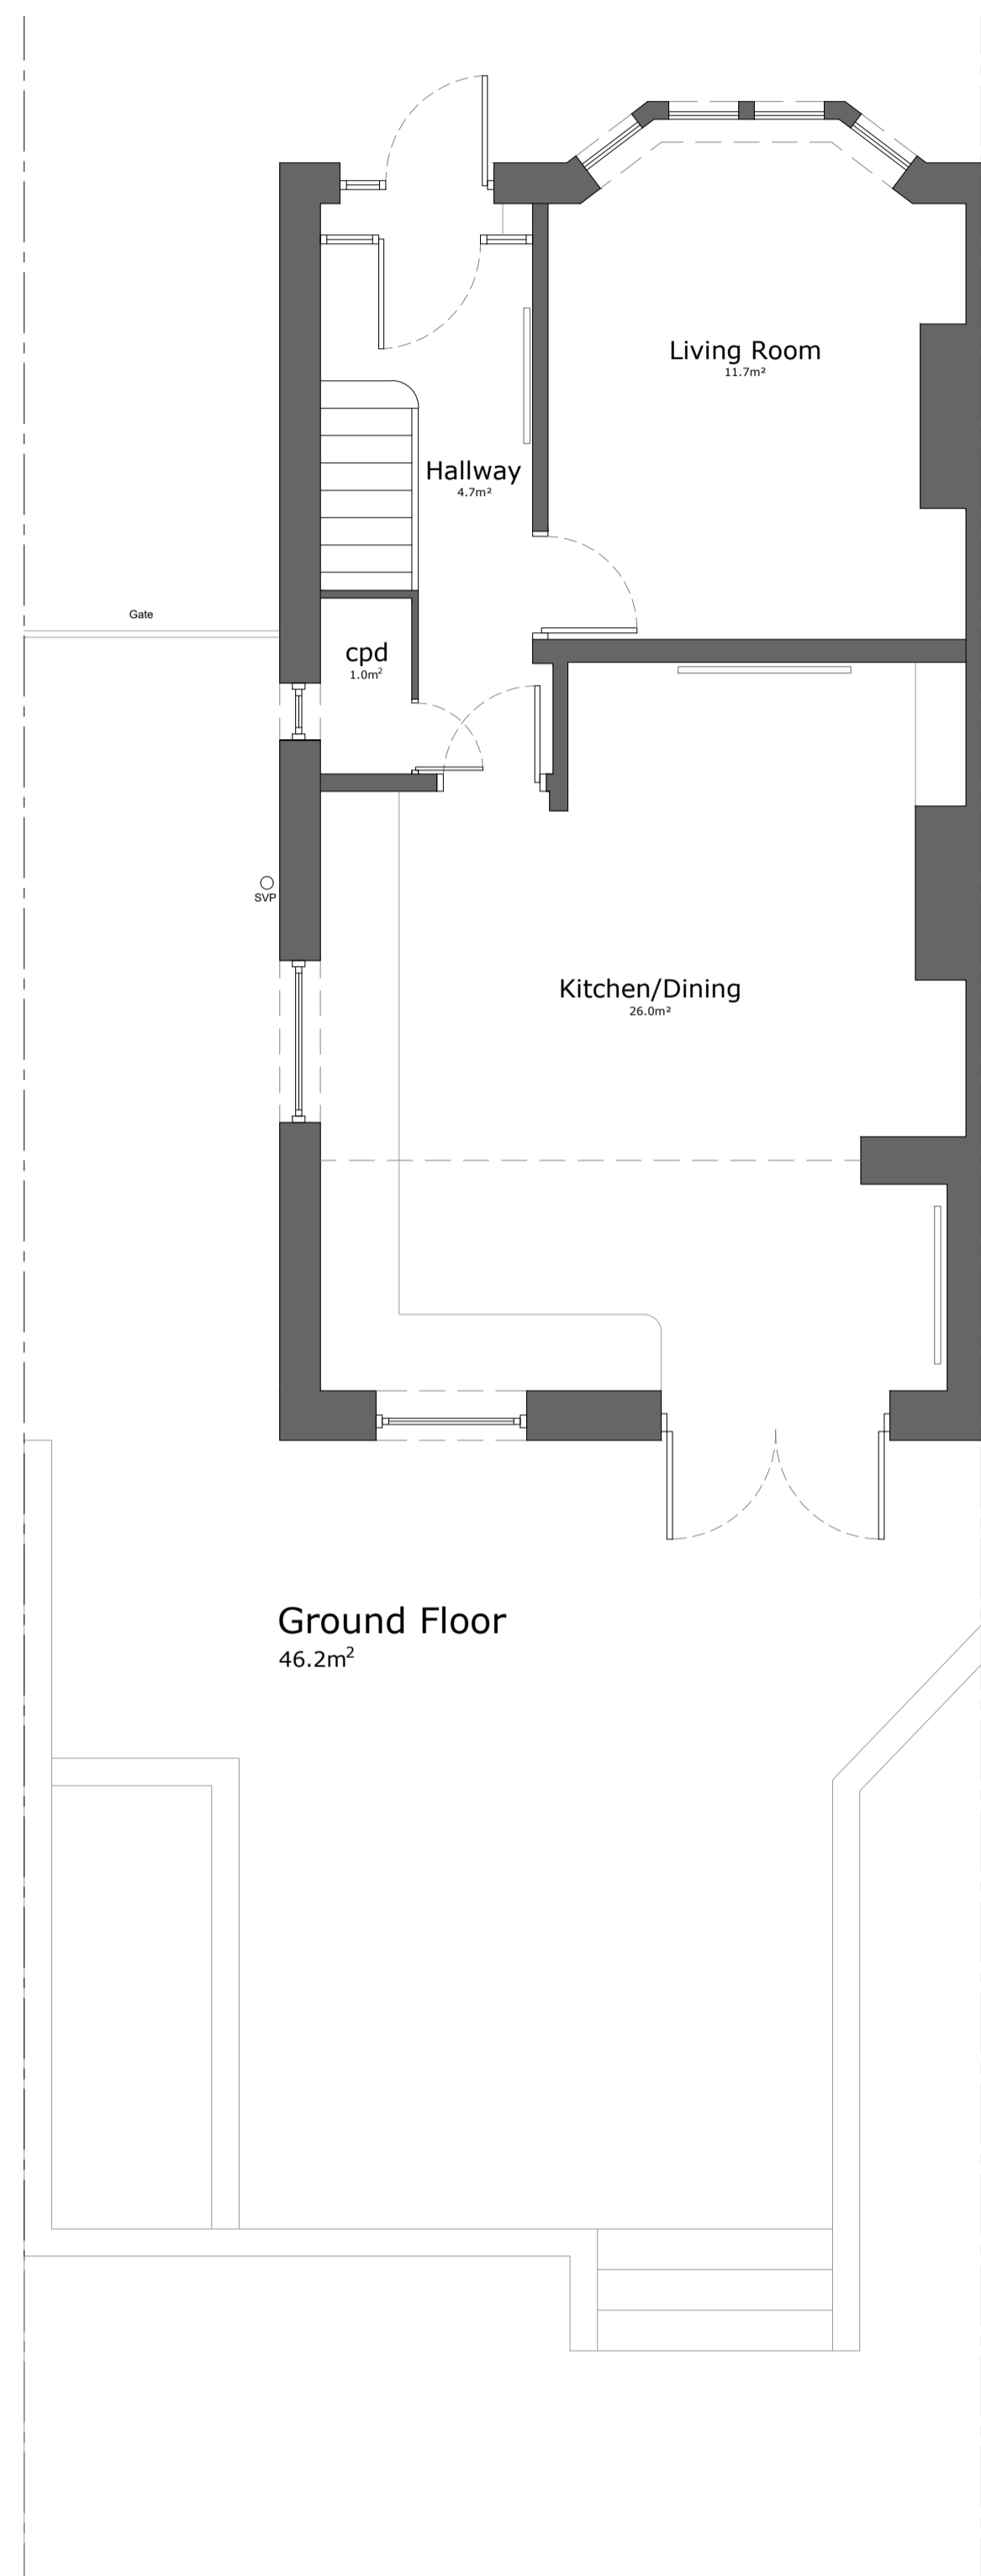 Living Room
11.7m²
Hallway
4.7m²
Gate
cpd
1.0m²
SVP
Kitchen/Dining
26.0m²
Ground Floor
46.2m²